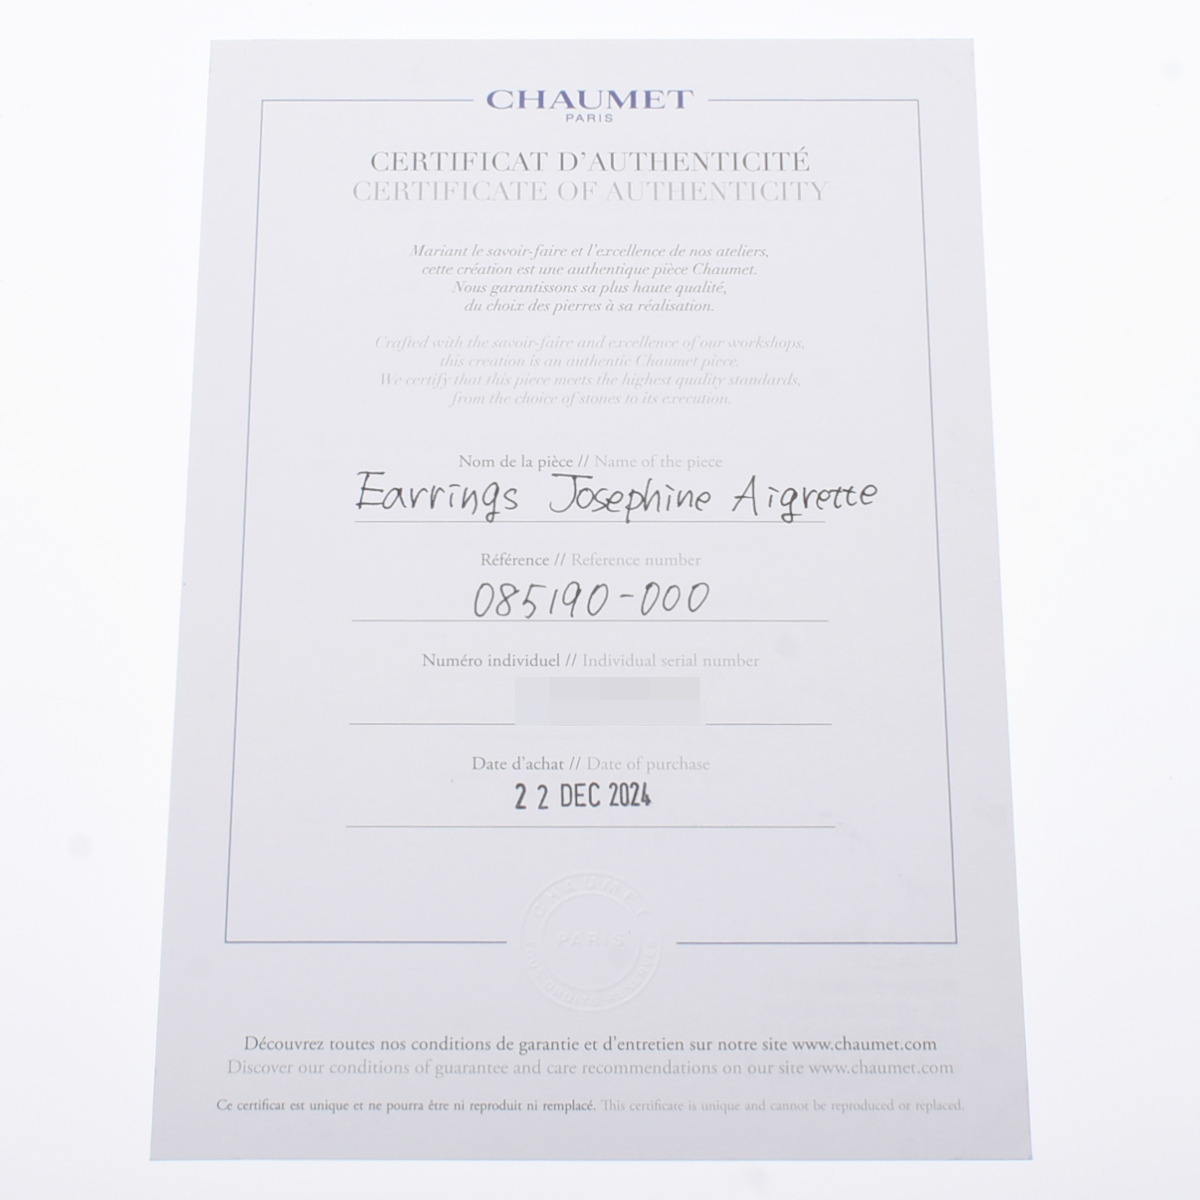 CHAUMET
PARIS
CERTIFICAT D'AUTHENTICITÉ
CERTIFICATE OF AUTHENTICITY
Mariant le savoir-faire et l'excellence de nos ateliers,
cette création est une authentique pièce Chaumet.
Nous garantissons sa plus haute qualité,
du choix des pierres à sa réalisation.
Crafted with the savoir-faire and excellence of our workshops,
this creation is an authentic Chaumet piece.
We certify that this piece meets the highest quality standards,
from the choice of stones to its execution.
Nom de la pièce // Name of the piece
Earrings Josephine Aigrette
Référence // Reference number
085190-000
Numéro individuel // Individual serial number
Date d'achat // Date of purchase
22 DEC 2024
CHAUMET
PARIS
Découvrez toutes nos conditions de garantie et d'entretien sur notre site www.chaumet.com
Discover our conditions of guarantee and care recommendations on our site www.chaumet.com
Ce certificat est unique et ne pourra être ni reproduit ni remplacé. This certificate is unique and cannot be reproduced or replaced.